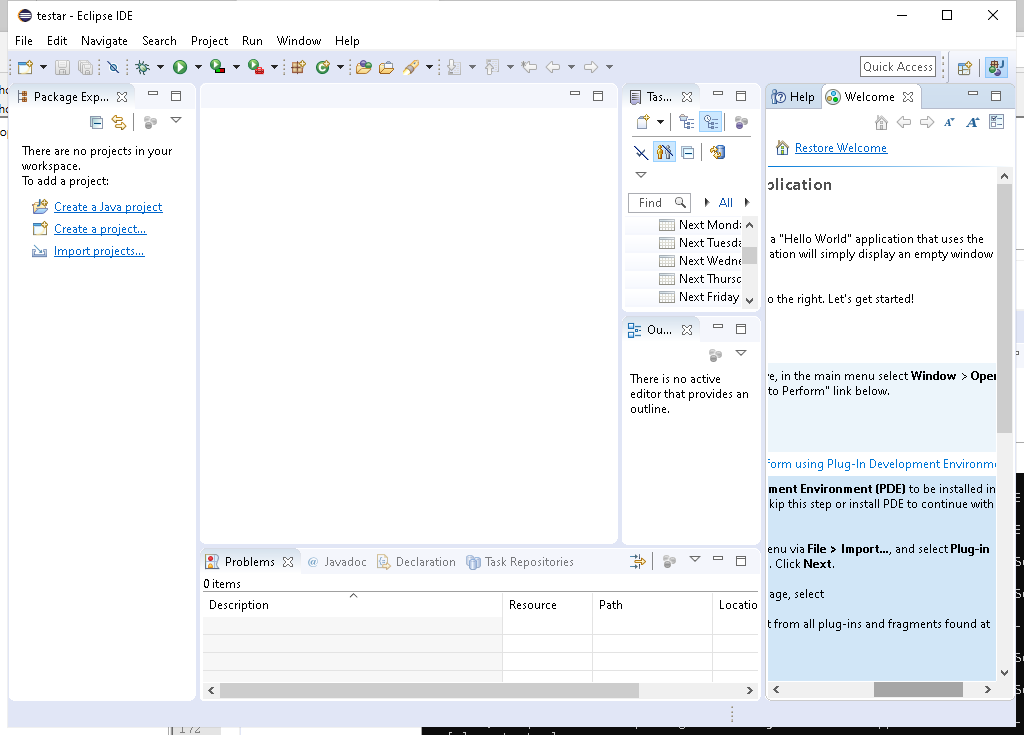 testar - Eclipse IDE
File Edit Navigate Search Project Run Window Help
Quick Access
Package Exp...
There are no projects in your
workspace.
To add a project:
Create a Java project
Create a project...
Import projects...
Tas...
Find
All
Next Monda
Next Tuesda
Next Wedne
Next Thursd
Next Friday
Ou...
There is no active
editor that provides an
outline.
Help Welcome
Restore Welcome
plication
a "Hello World" application that uses the
ation will simply display an empty window
o the right. Let's get started!
e, in the main menu select Window > Open
to Perform" link below.
form using Plug-In Development Environme
ment Environment (PDE) to be installed in
kip this step or install PDE to continue with
enu via File > Import..., and select Plug-in
. Click Next.
age, select
t from all plug-ins and fragments found at
Problems Javadoc Declaration Task Repositories
0 items
Description Resource Path Locatio
172